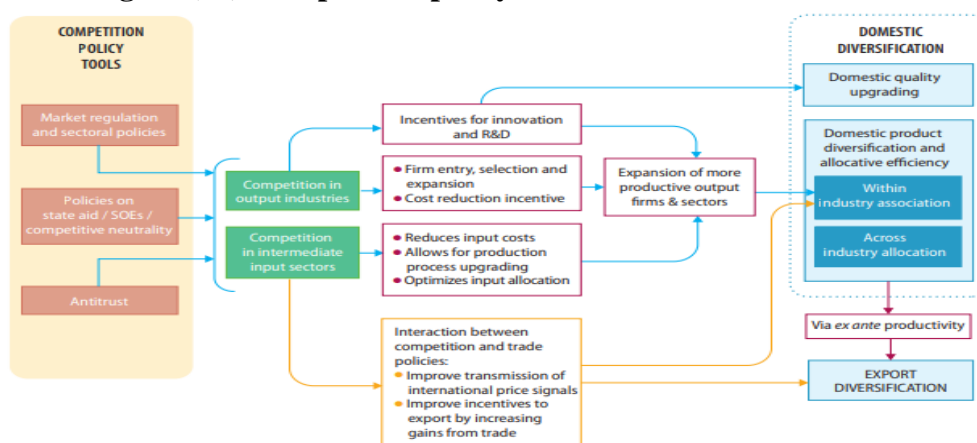 COMPETITION
POLICY
TOOLS
Market regulation
and sectoral policies
Policies on
state aid / SOEs /
competitive neutrality
Antitrust
Competition in
output industries
Competition
in intermediate
input sectors
Incentives for innovation
and R&D
● Firm entry, selection and
expansion
● Cost reduction incentive
● Reduces input costs
● Allows for production
process upgrading
● Optimizes input allocation
Interaction between
competition and trade
policies:
● Improve transmission of
international price signals
● Improve incentives to
export by increasing
gains from trade
Expansion of more
productive output
firms & sectors
DOMESTIC
DIVERSIFICATION
Domestic quality
upgrading
Domestic product
diversification and
allocative efficiency
Within
industry association
Across
industry allocation
Via ex ante productivity
EXPORT
DIVERSIFICATION